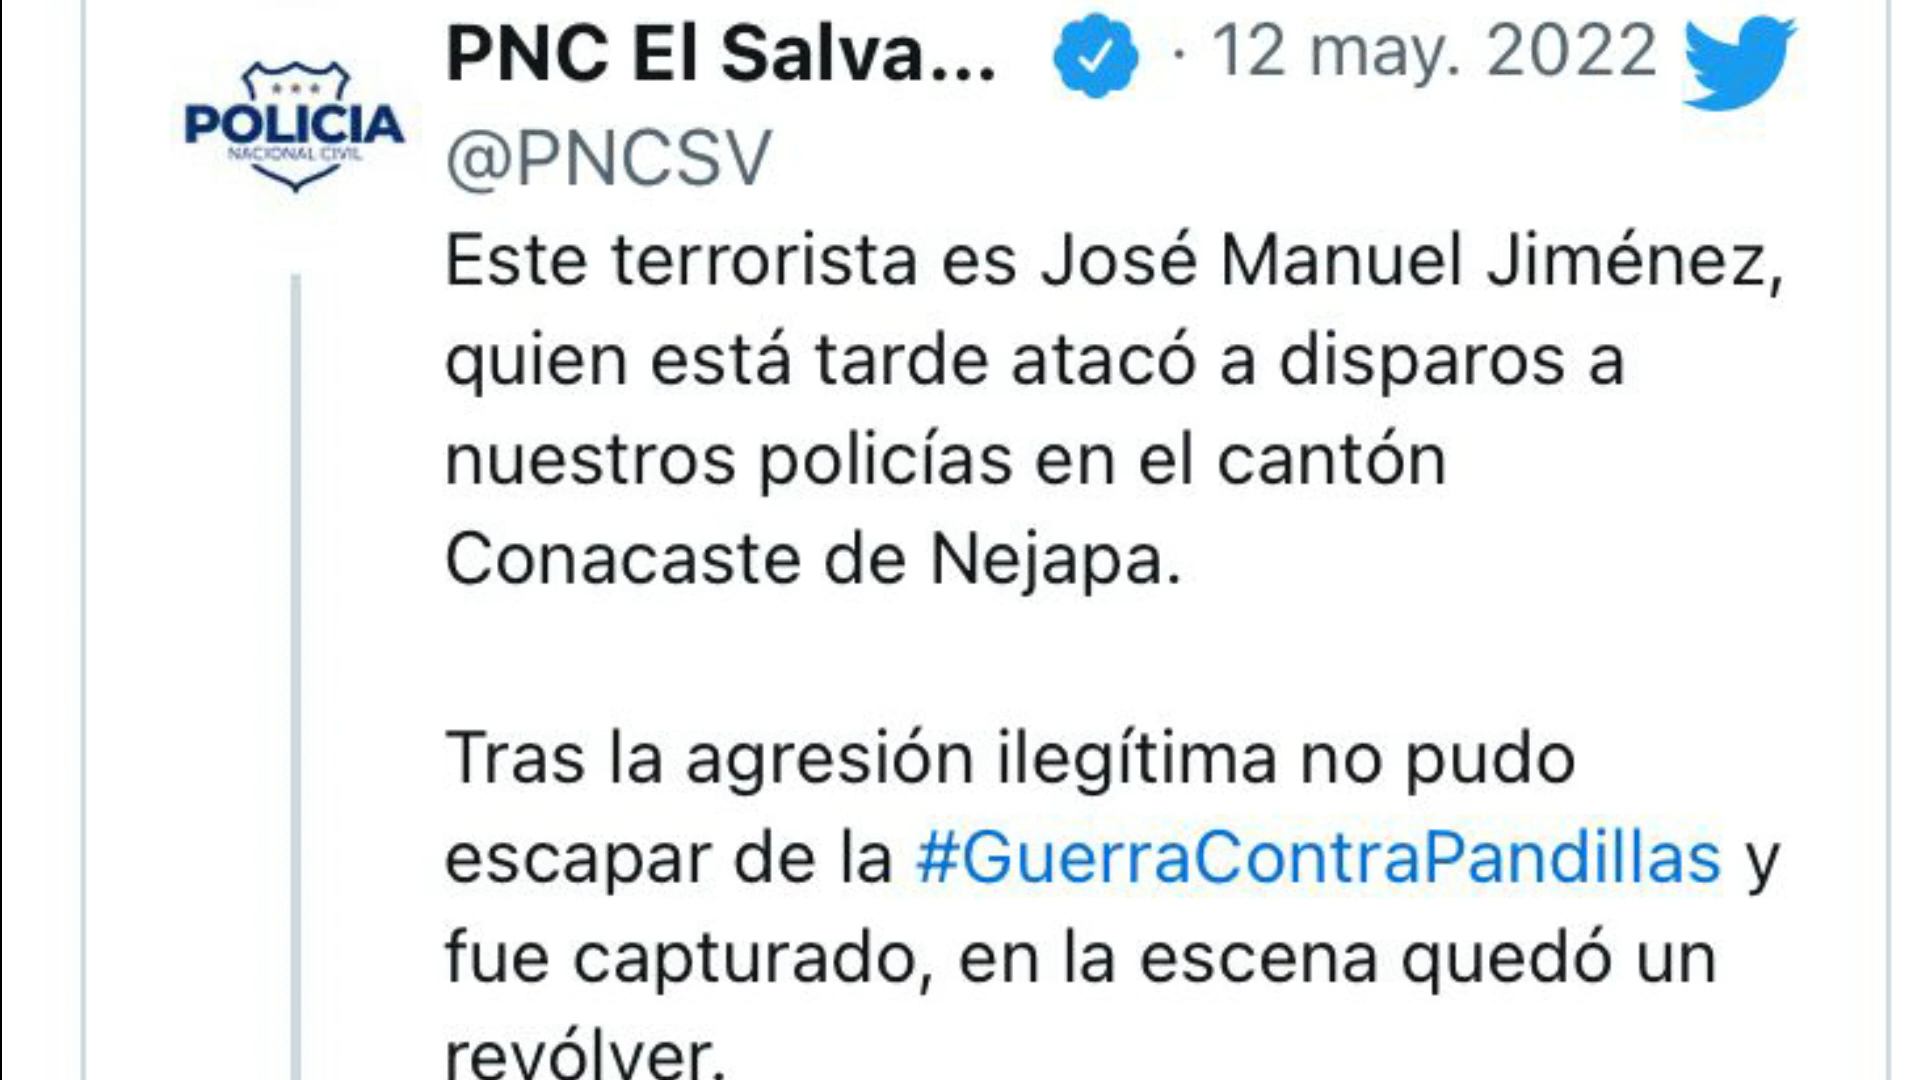 PNC El Salva... · 12 may. 2022
POLICIA
NACIONAL CIVIL
@PNCSV
Este terrorista es José Manuel Jiménez,
quien está tarde atacó a disparos a
nuestros policías en el cantón
Conacaste de Nejapa.
Tras la agresión ilegítima no pudo
escapar de la #GuerraContraPandillas y
fue capturado, en la escena quedó un
revólver.